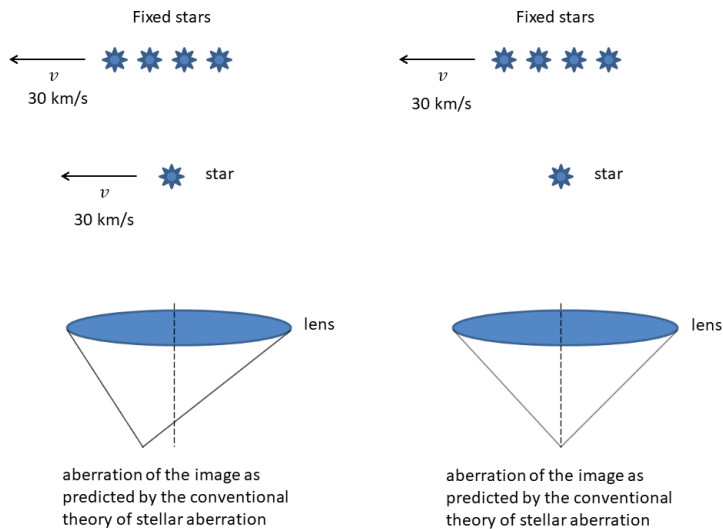 Fixed stars
v
30 km/s
star
v
30 km/s
lens
aberration of the image as
predicted by the conventional
theory of stellar aberration
Fixed stars
v
30 km/s
star
lens
aberration of the image as
predicted by the conventional
theory of stellar aberration